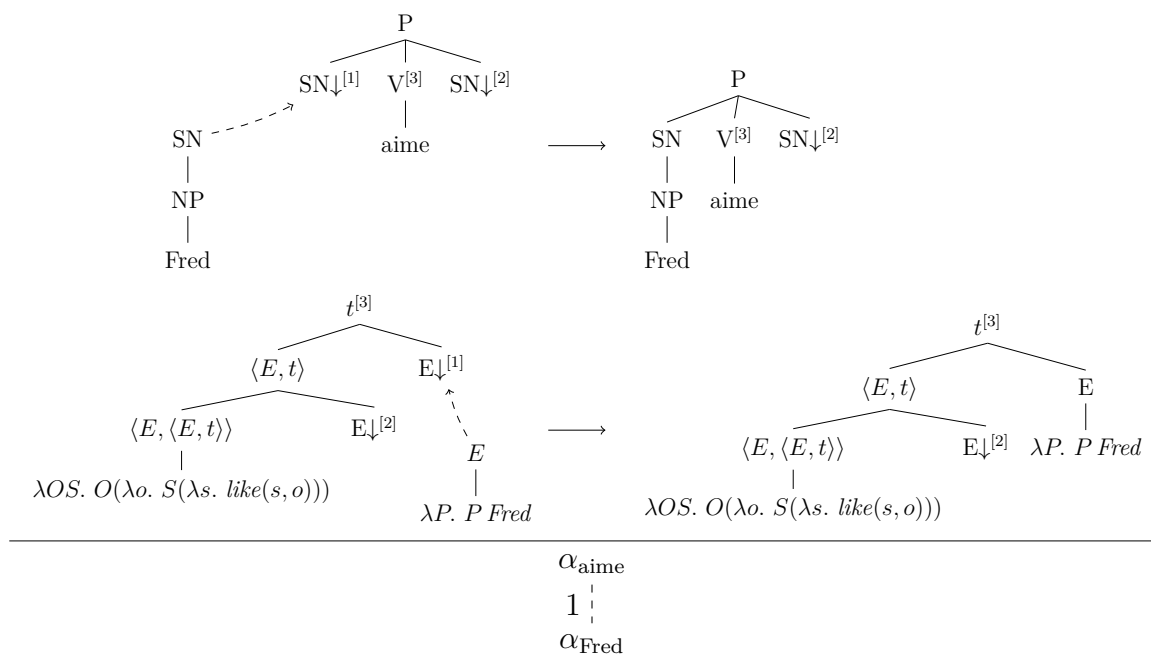 P
SN↓[1] V[3] SN↓[2]
P
SN
aime
SN V[3] SN↓[2]
NP
NP aime
Fred
Fred
t[3]
t[3]
⟨E, t⟩ E↓[1]
⟨E, t⟩ E
⟨E, ⟨E, t⟩⟩ E↓[2]
⟨E, ⟨E, t⟩⟩ E↓[2] λP. P Fred
E
λOS. O(λo. S(λs. like(s, o)))
λP. P Fred
λOS. O(λo. S(λs. like(s, o)))
αaime
1
αFred